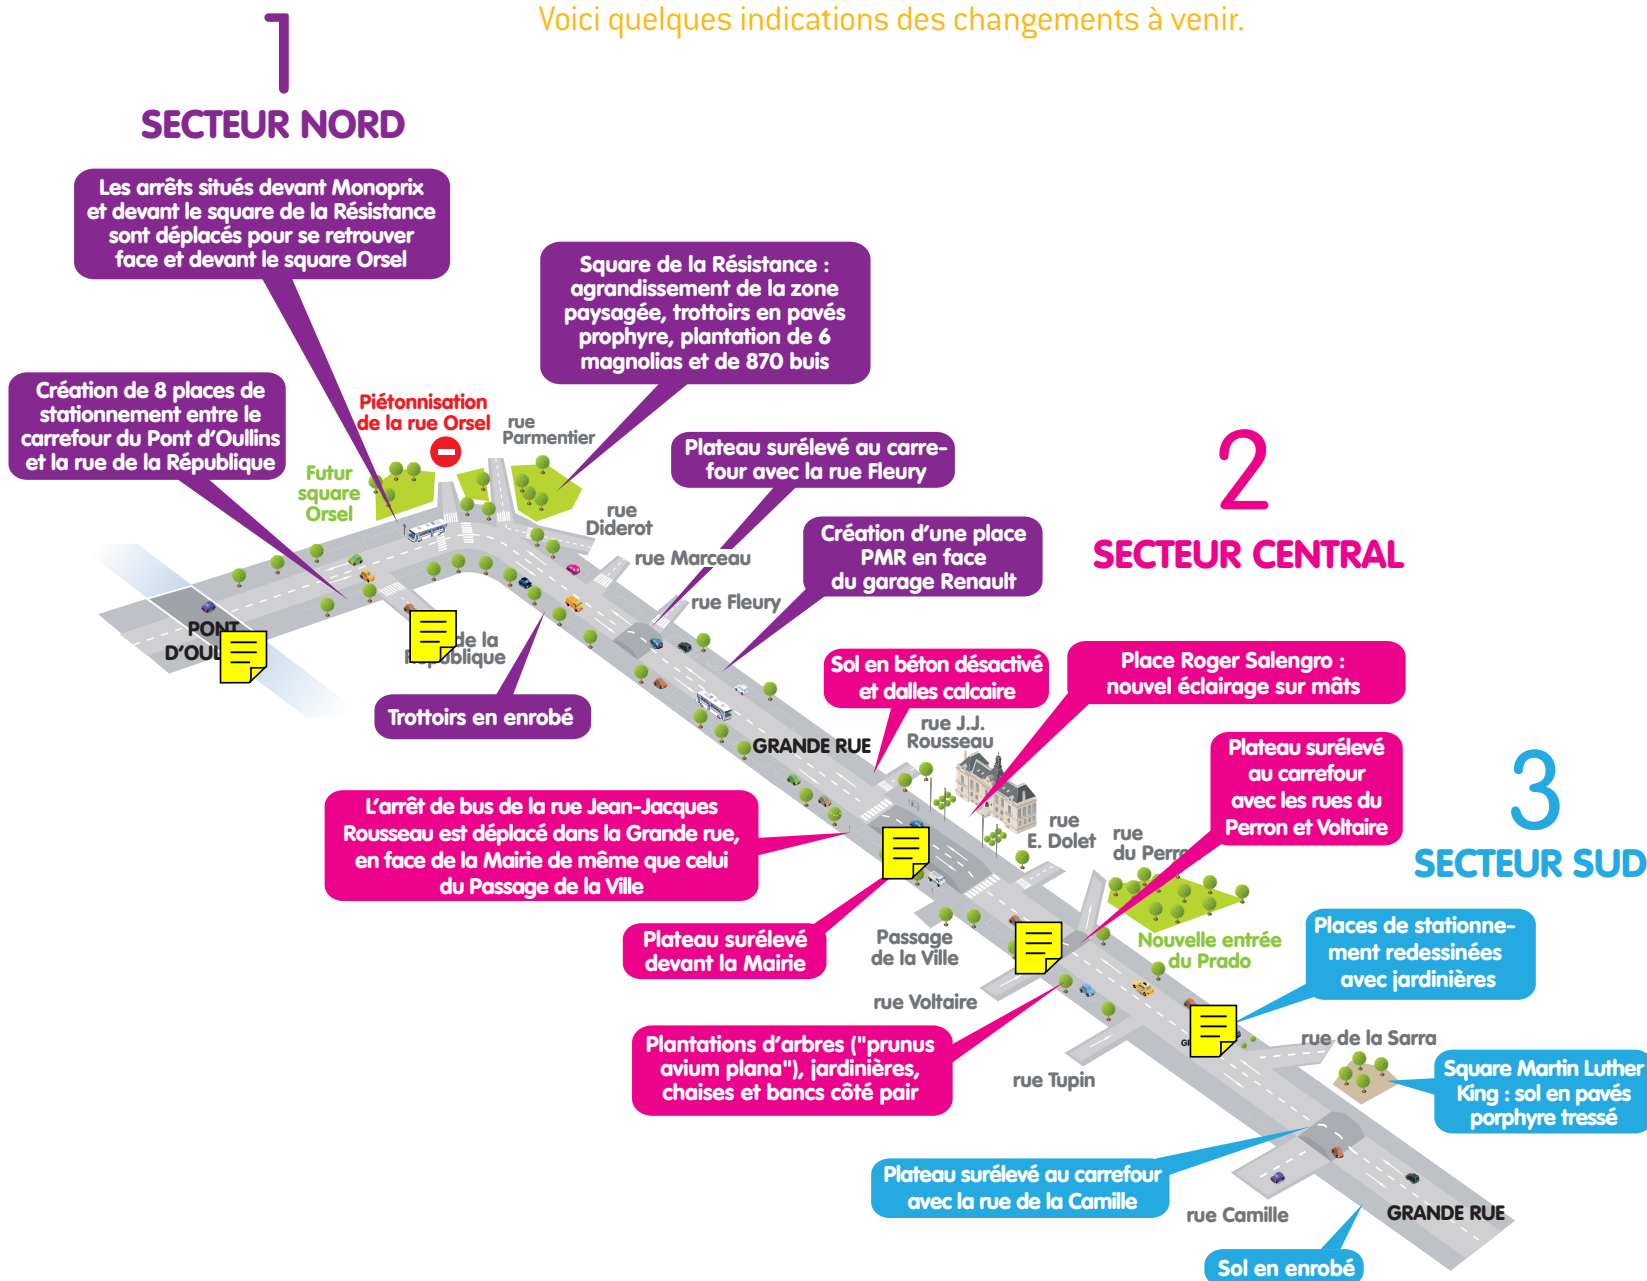 Voici quelques indications des changements à venir.
1
SECTEUR NORD
Les arrêts situés devant Monoprix
et devant le square de la Résistance
sont déplacés pour se retrouver
face et devant le square Orsel
Square de la Résistance :
agrandissement de la zone
paysagée, trottoirs en pavés
prophyre, plantation de 6
magnolias et de 870 buis
Création de 8 places de
stationnement entre le
carrefour du Pont d'Oullins
et la rue de la République
Piétonnisation
de la rue Orsel
rue
Parmentier
Futur
square
Orsel
Plateau surélevé au carre-
four avec la rue Fleury
rue
Diderot
rue Marceau
rue Fleury
Création d'une place
PMR en face
du garage Renault
2
SECTEUR CENTRAL
PONT
D'OUL
de la
République
Trottoirs en enrobé
Sol en béton désactivé
et dalles calcaire
Place Roger Salengro :
nouvel éclairage sur mâts
GRANDE RUE
rue J.J.
Rousseau
Plateau surélevé
au carrefour
avec les rues du
Perron et Voltaire
3
SECTEUR SUD
L'arrêt de bus de la rue Jean-Jacques
Rousseau est déplacé dans la Grande rue,
en face de la Mairie de même que celui
du Passage de la Ville
rue
E. Dolet
rue
du Perro
Plateau surélevé
devant la Mairie
Passage
de la Ville
Nouvelle entrée
du Prado
Places de stationne-
ment redessinées
avec jardinières
rue Voltaire
Plantations d'arbres ("prunus
avium plana"), jardinières,
chaises et bancs côté pair
rue Tupin
rue de la Sarra
Square Martin Luther
King : sol en pavés
porphyre tressé
Plateau surélevé au carrefour
avec la rue de la Camille
rue Camille
GRANDE RUE
Sol en enrobé